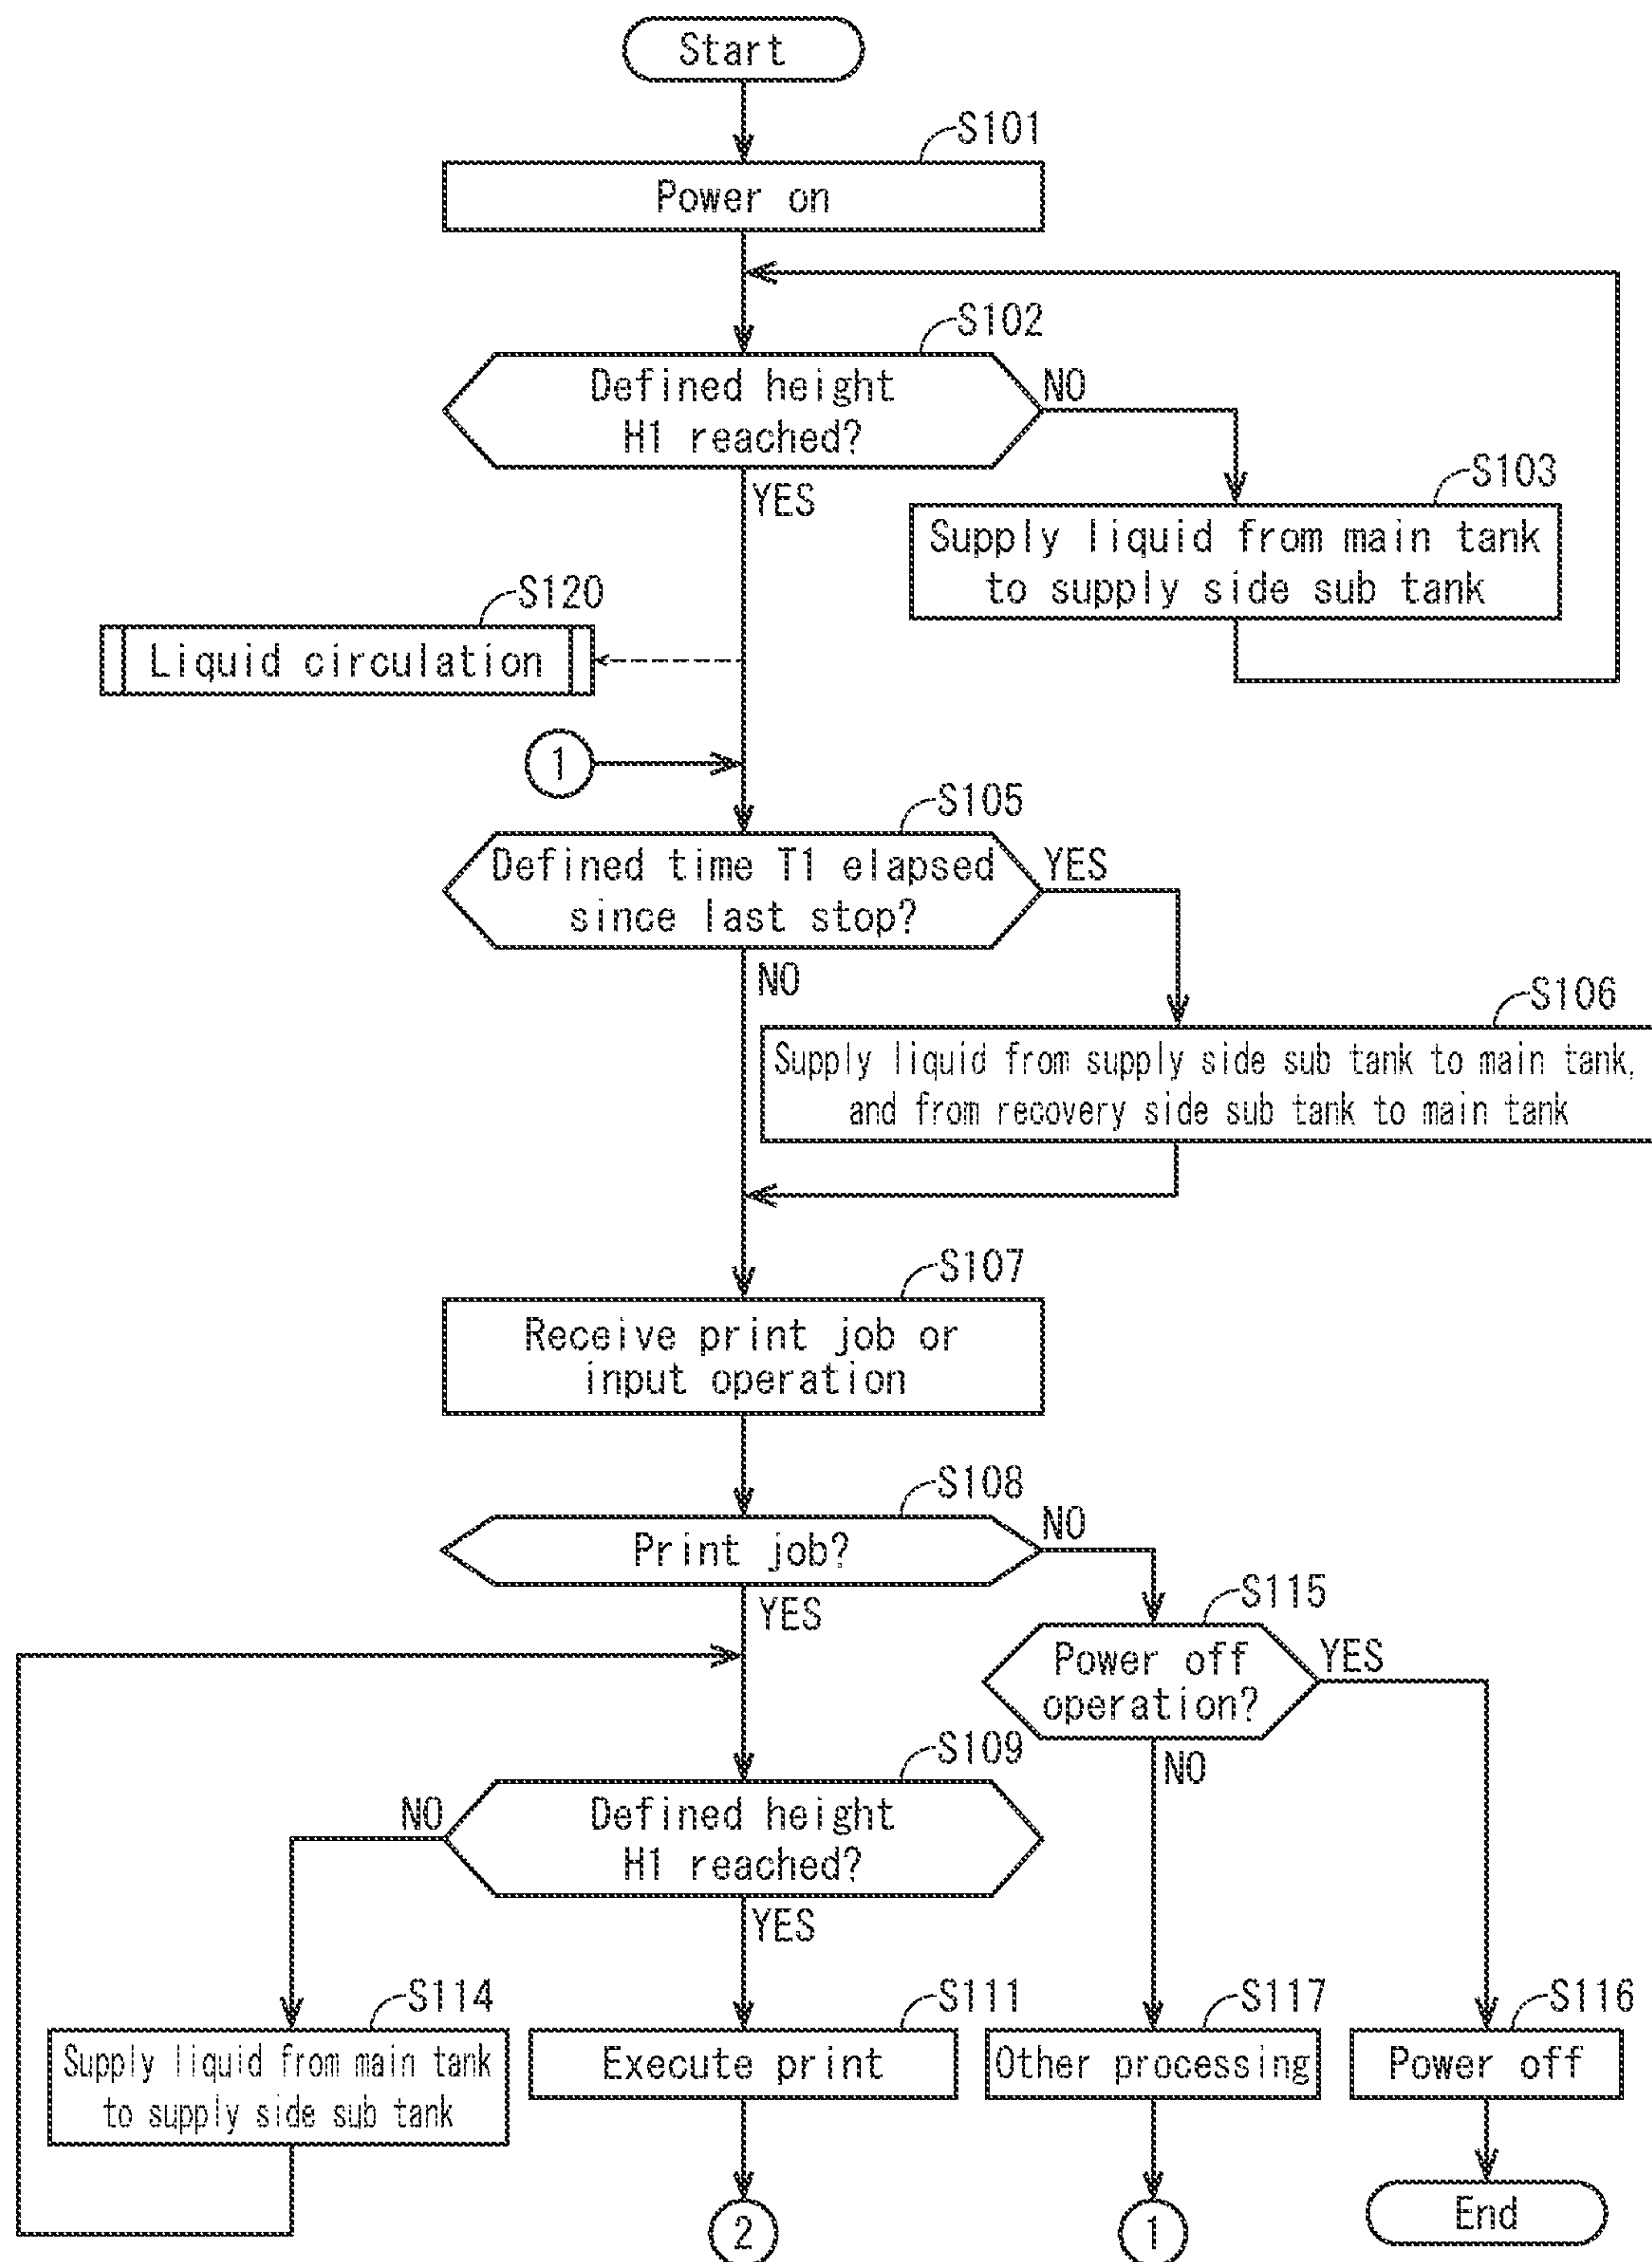 Start
S101
Power on
S102
Defined height
H1 reached?
NO
YES
S103
Supply liquid from main tank
to supply side sub tank
S120
Liquid circulation
1
S105
Defined time T1 elapsed
since last stop?
YES
NO
S106
Supply liquid from supply side sub tank to main tank,
and from recovery side sub tank to main tank
S107
Receive print job or
input operation
S108
Print job?
NO
YES
S115
Power off
operation?
YES
NO
S109
Defined height
H1 reached?
NO
YES
S114
Supply liquid from main tank
to supply side sub tank
S111
Execute print
S117
Other processing
S116
Power off
2
1
End